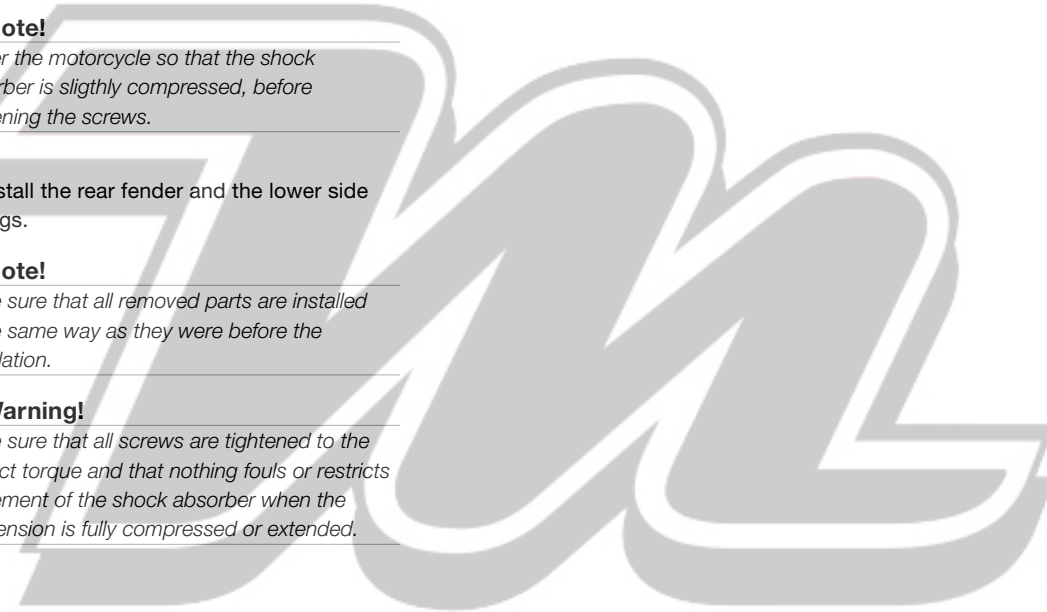 ote!
er the motorcycle so that the shock
rber is sligthly compressed, before
ening the screws.
stall the rear fender and the lower side
gs.
ote!
e sure that all removed parts are installed
e same way as they were before the
lation.
Warning!
e sure that all screws are tightened to the
ct torque and that nothing fouls or restricts
ement of the shock absorber when the
ension is fully compressed or extended.